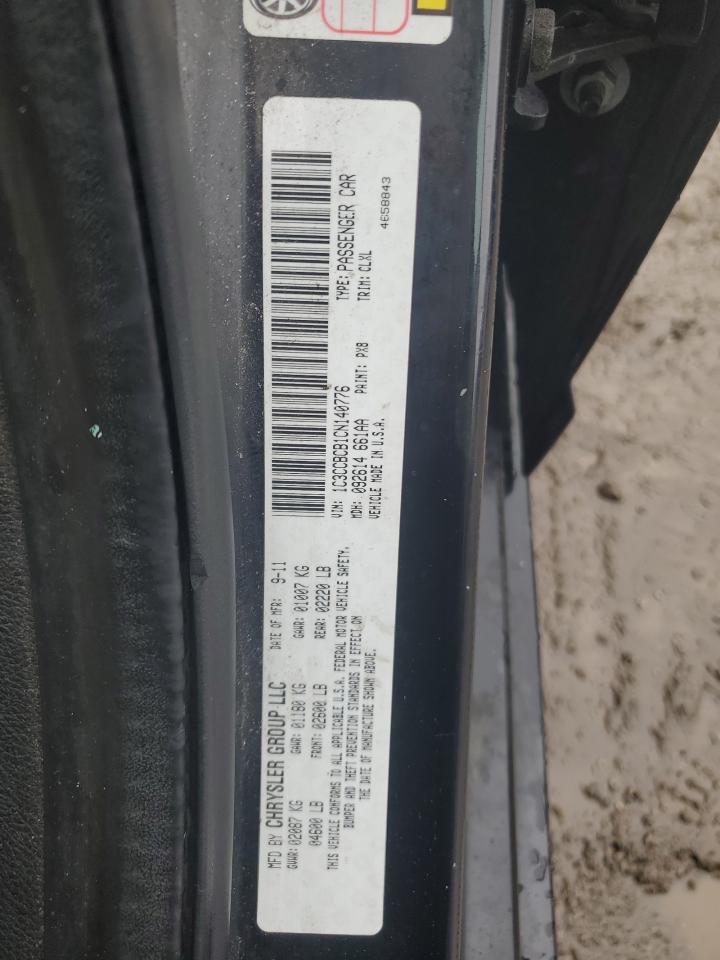 MFD BY CHRYSLER GROUP LLC DATE OF MFR: 9-11
GVWR: 02087 KG GAWR: 01180 KG GAWR: 01007 KG
04600 LB FRONT: 02600 LB REAR: 02220 LB
THIS VEHICLE CONFORMS TO ALL APPLICABLE U.S.A. FEDERAL MOTOR VEHICLE SAFETY,
BUMPER AND THEFT PREVENTION STANDARDS IN EFFECT ON
THE DATE OF MANUFACTURE SHOWN ABOVE.
VIN: 1C3CCBCB1CN140776 TYPE: PASSENGER CAR
MDH: 092614 661AA PAINT: PXB TRIM: CLXL
VEHICLE MADE IN U.S.A.
4658843